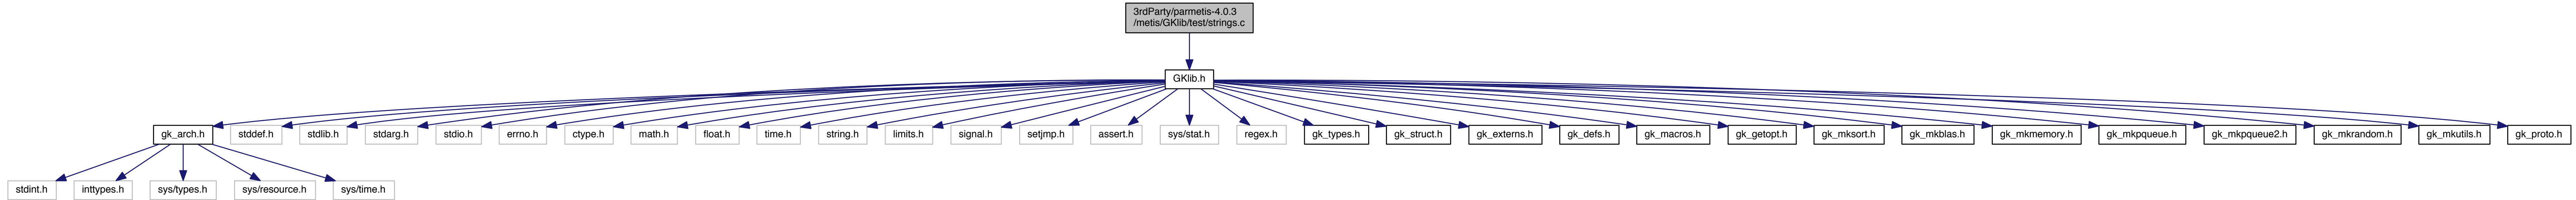 3rdParty/parmetis-4.0.3
/metis/GKlib/test/strings.c
GKlib.h
gk_arch.h
stddef.h
stdlib.h
stdarg.h
stdio.h
errno.h
ctype.h
math.h
float.h
time.h
string.h
limits.h
signal.h
setjmp.h
assert.h
sys/stat.h
regex.h
gk_types.h
gk_struct.h
gk_externs.h
gk_defs.h
gk_macros.h
gk_getopt.h
gk_mksort.h
gk_mkblas.h
gk_mkmemory.h
gk_mkpqueue.h
gk_mkpqueue2.h
gk_mkrandom.h
gk_mkutils.h
gk_proto.h
stdint.h
inttypes.h
sys/types.h
sys/resource.h
sys/time.h